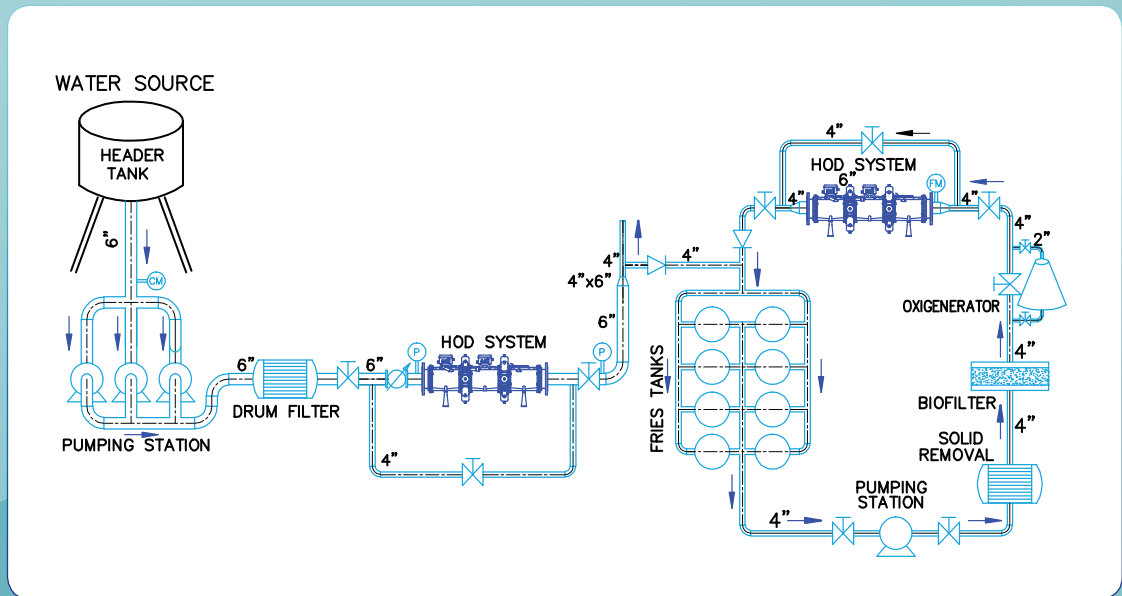 WATER SOURCE
HEADER
TANK
6"
CM
PUMPING STATION
6"
DRUM FILTER
6"
P
HOD SYSTEM
P
4"
6"
4"x6"
4"
4"
FRIES TANKS
4"
HOD SYSTEM
6"
4"
FM
4"
4"
2"
OXIGENERATOR
4"
BIOFILTER
4"
SOLID
REMOVAL
PUMPING
STATION
4"